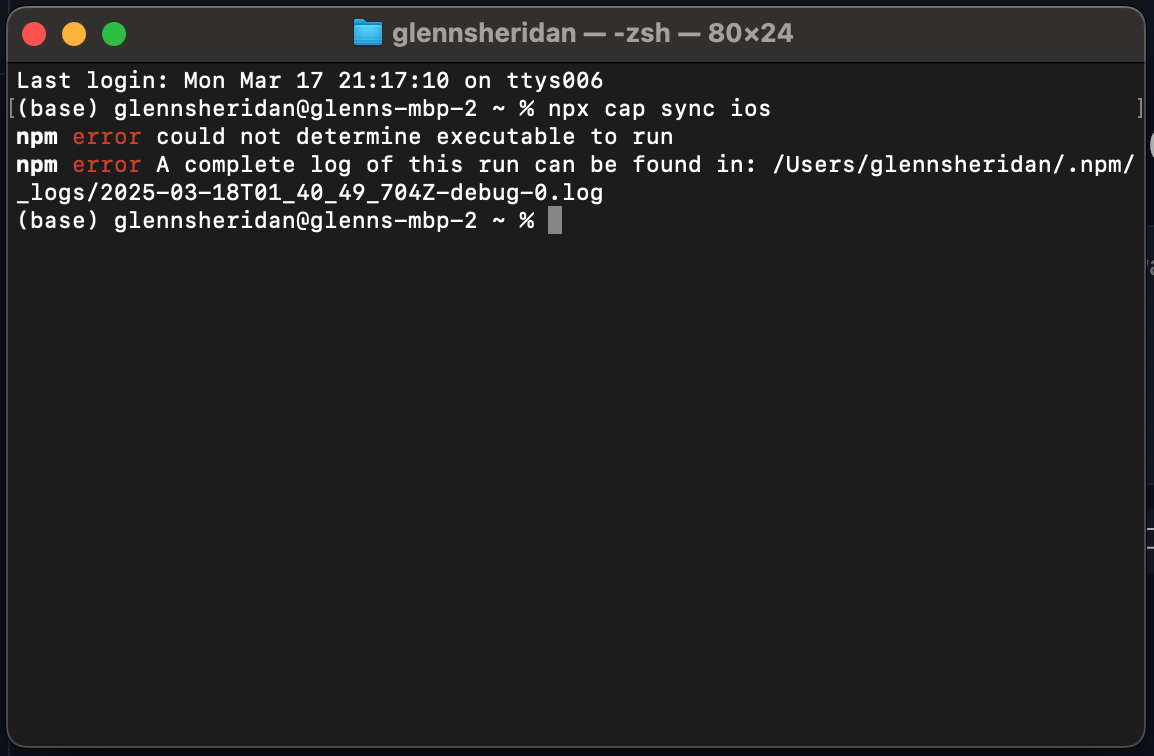 glennsheridan — -zsh — 80×24
Last login: Mon Mar 17 21:17:10 on ttys006
[(base) glennsheridan@glenns-mbp-2 ~ % npx cap sync ios ]
npm error could not determine executable to run
npm error A complete log of this run can be found in: /Users/glennsheridan/.npm/
_logs/2025-03-18T01_40_49_704Z-debug-0.log
(base) glennsheridan@glenns-mbp-2 ~ %